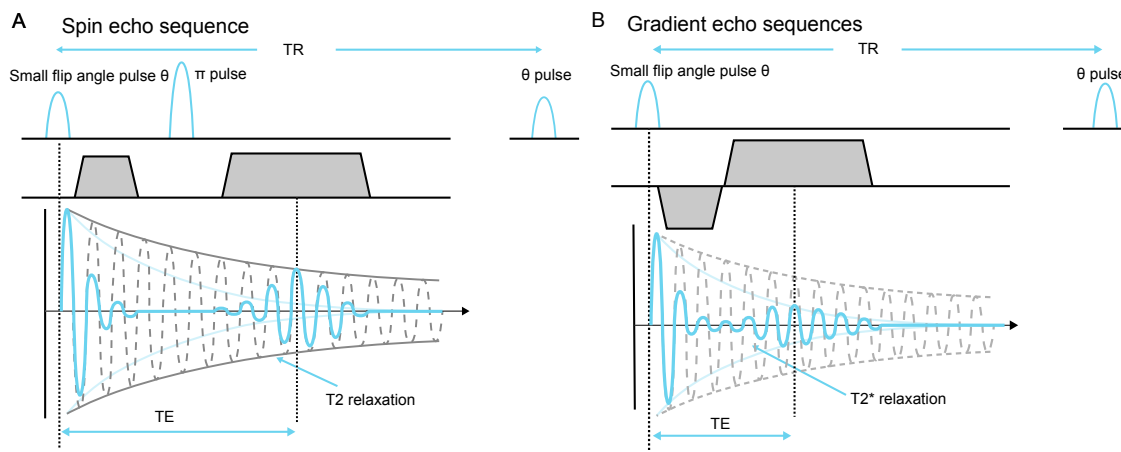 A
Spin echo sequence
TR
Small flip angle pulse θ
π pulse
θ pulse
T2 relaxation
TE
B
Gradient echo sequences
TR
Small flip angle pulse θ
θ pulse
T2* relaxation
TE